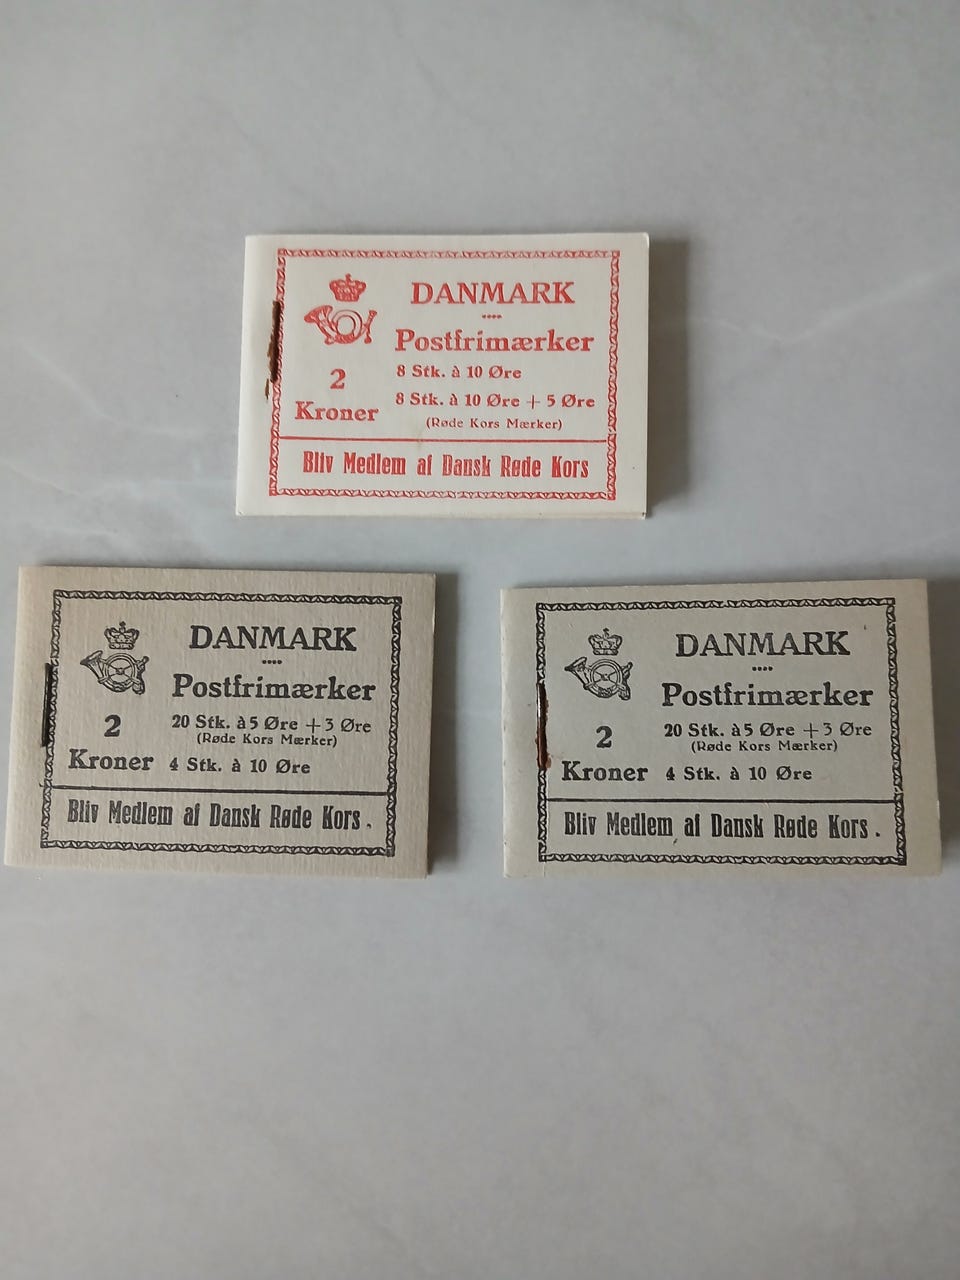 DANMARK
Postfrimærker
8 Stk. à 10 Øre
2
8 Stk. à 10 Øre + 5 Øre
Kroner
(Røde Kors Mærker)
Bliv Medlem af Dansk Røde Kors
DANMARK
Postfrimærker
2
20 Stk. à 5 Øre + 3 Øre
(Røde Kors Mærker)
Kroner
4 Stk. à 10 Øre
Bliv Medlem af Dansk Røde Kors.
DANMARK
Postfrimærker
2
20 Stk. à 5 Øre + 3 Øre
(Røde Kors Mærker)
Kroner
4 Stk. à 10 Øre
Bliv Medlem af Dansk Røde Kors.